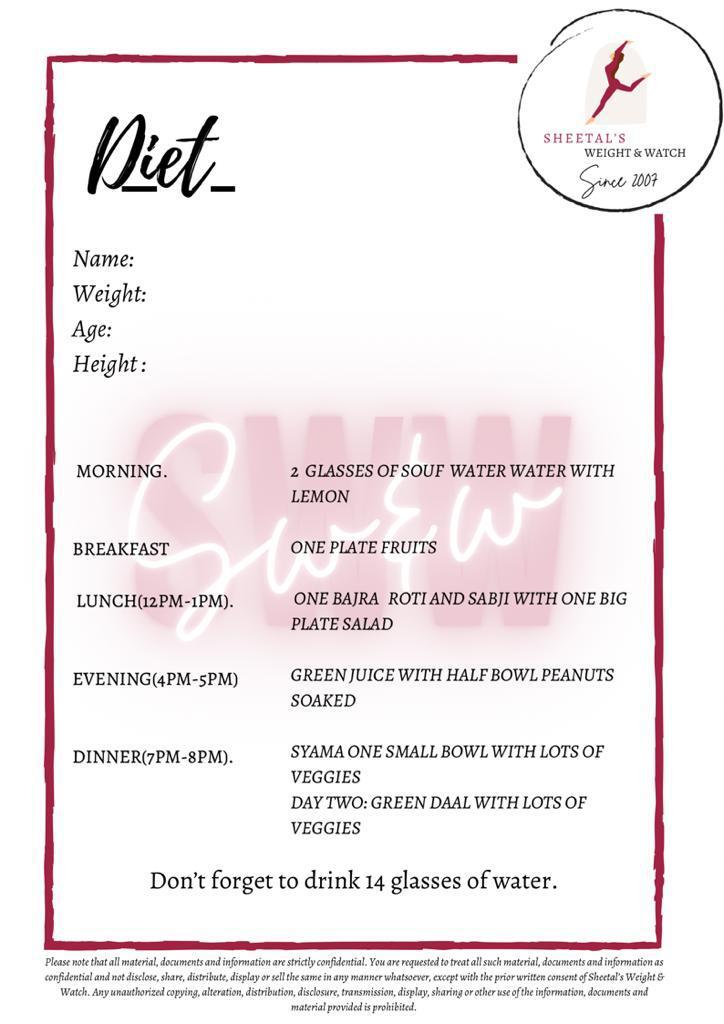 SHEETAL'S
WEIGHT & WATCH
Since 2007
Diet
Name:
Weight:
Age:
Height :
SWW
Sw&w
MORNING.
2 GLASSES OF SOUF WATER WATER WITH
LEMON
BREAKFAST
ONE PLATE FRUITS
LUNCH(12PM-1PM).
ONE BAJRA ROTI AND SABJI WITH ONE BIG
PLATE SALAD
EVENING(4PM-5PM)
GREEN JUICE WITH HALF BOWL PEANUTS
SOAKED
DINNER(7PM-8PM).
SYAMA ONE SMALL BOWL WITH LOTS OF
VEGGIES
DAY TWO: GREEN DAAL WITH LOTS OF
VEGGIES
Don't forget to drink 14 glasses of water.
Please note that all material, documents and information are strictly confidential. You are requested to treat all such material, documents and information as
confidential and not disclose, share, distribute, display or sell the same in any manner whatsoever, except with the prior written consent of Sheetal's Weight &
Watch. Any unauthorized copying, alteration, distribution, disclosure, transmission, display, sharing or other use of the information, documents and
material provided is prohibited.